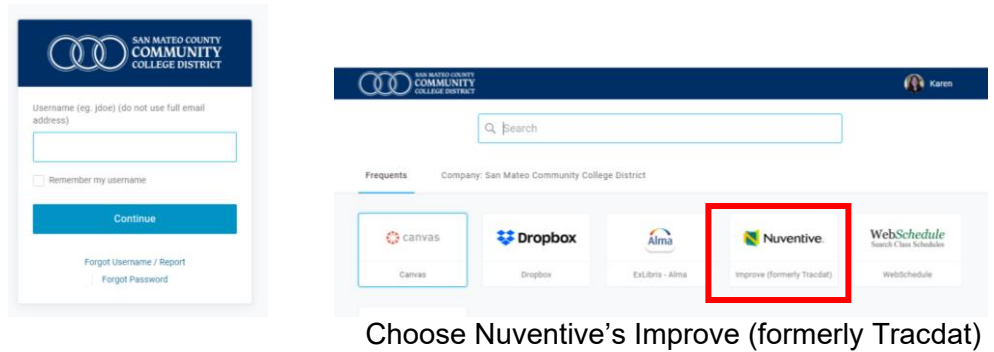 SAN MATEO COUNTY
COMMUNITY
COLLEGE DISTRICT
Username (eg. jdoe) (do not use full email
address)
Remember my username
Continue
Forgot Username / Report
Forgot Password
SAN MATEO COUNTY
COMMUNITY
COLLEGE DISTRICT
Karen
Search
Frequents Company: San Mateo Community College District
canvas
Canvas
Dropbox
Dropbox
Alma
ExLibris - Alma
Nuventive.
Improve (formerly Tracdat)
WebSchedule
Search Class Schedules
WebSchedule
Choose Nuventive’s Improve (formerly Tracdat)